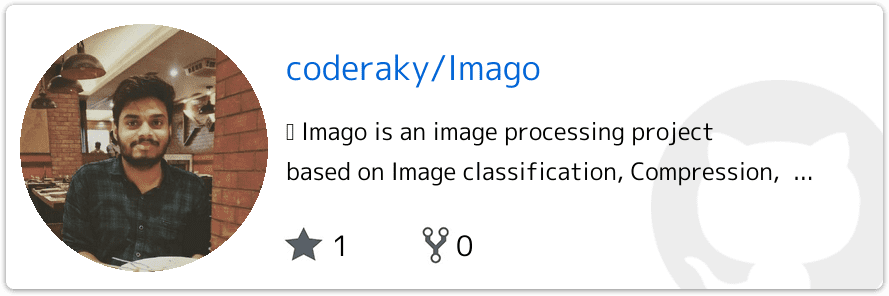 coderaky/Imago
Imago is an image processing project
based on Image classification, Compression, ...
1 0